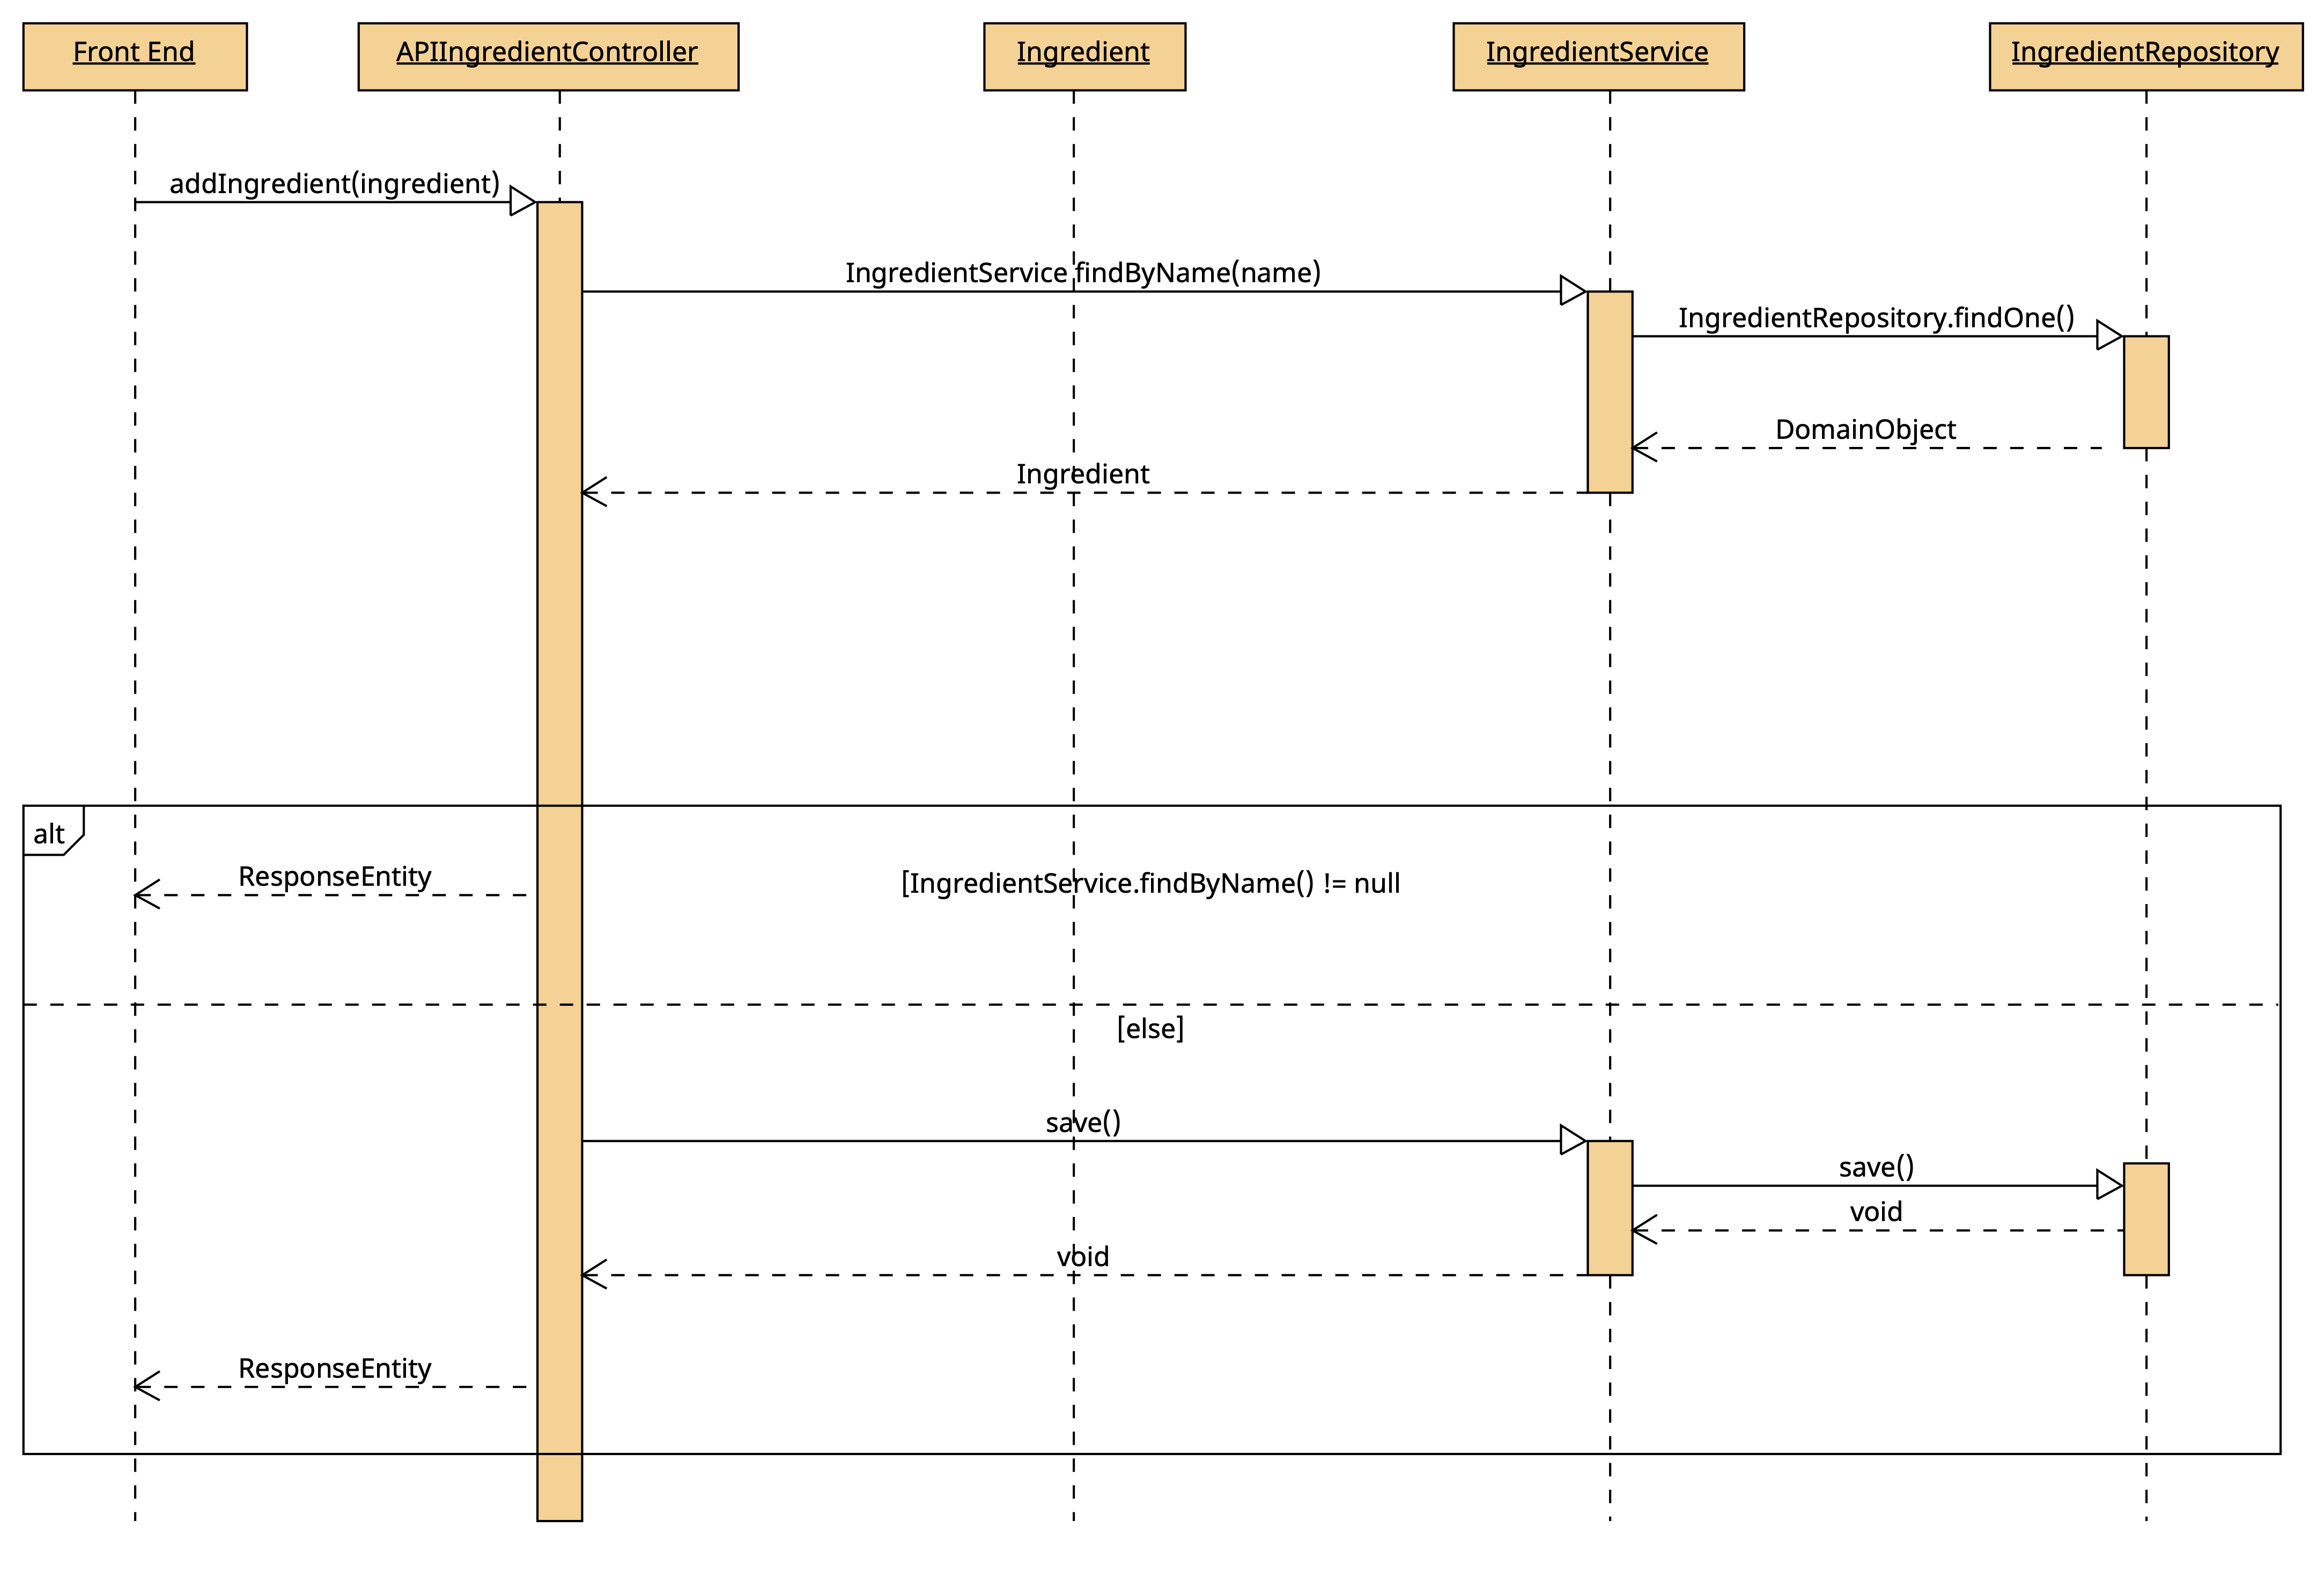 Front End
APIIngredientController
Ingredient
IngredientService
IngredientRepository
addIngredient(ingredient)
IngredientService.findByName(name)
IngredientRepository.findOne()
DomainObject
Ingredient
alt
ResponseEntity
[IngredientService.findByName() != null
[else]
save()
save()
void
void
ResponseEntity